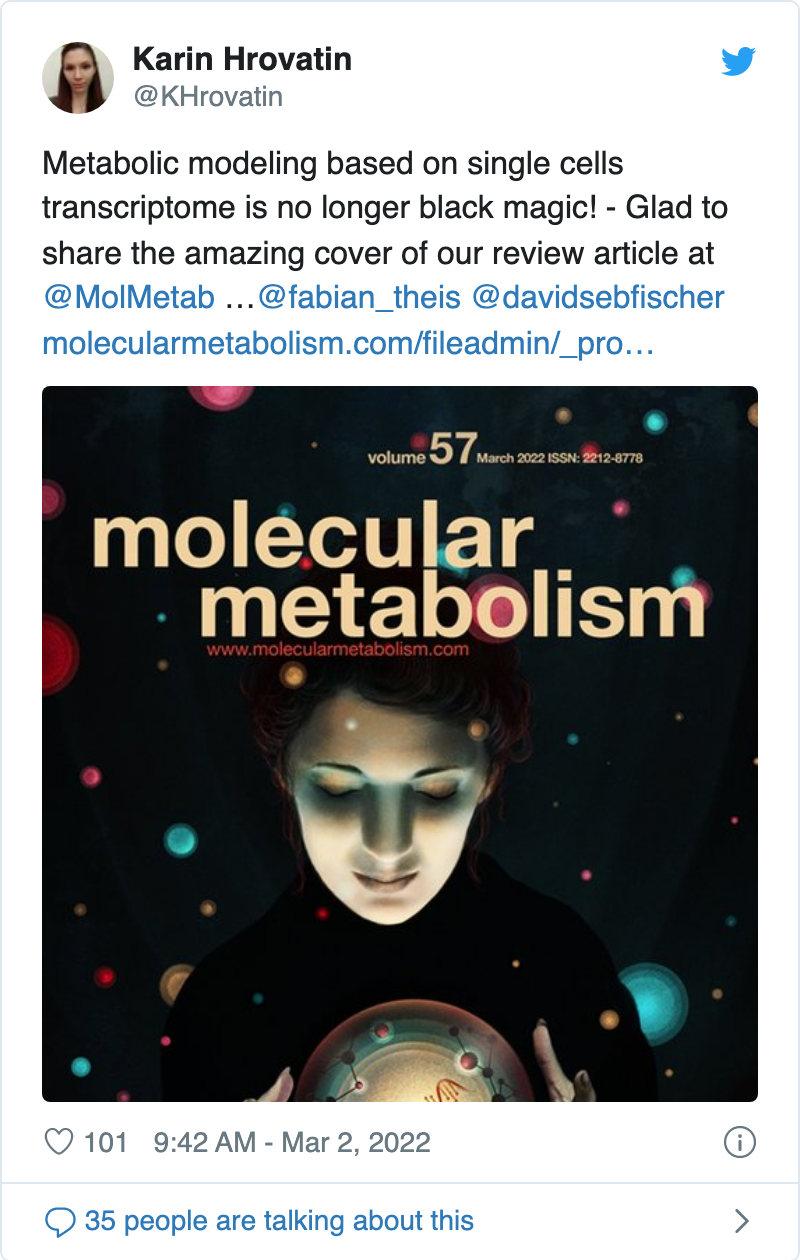 Karin Hrovatin
@KHrovatin
Metabolic modeling based on single cells
transcriptome is no longer black magic! - Glad to
share the amazing cover of our review article at
@MolMetab …@fabian_theis @davidsebfischer
molecularmetabolism.com/fileadmin/_pro…
volume 57 March 2022 ISSN: 2212-8778
molecular
metabolism
www.molecularmetabolism.com
101 9:42 AM - Mar 2, 2022
35 people are talking about this